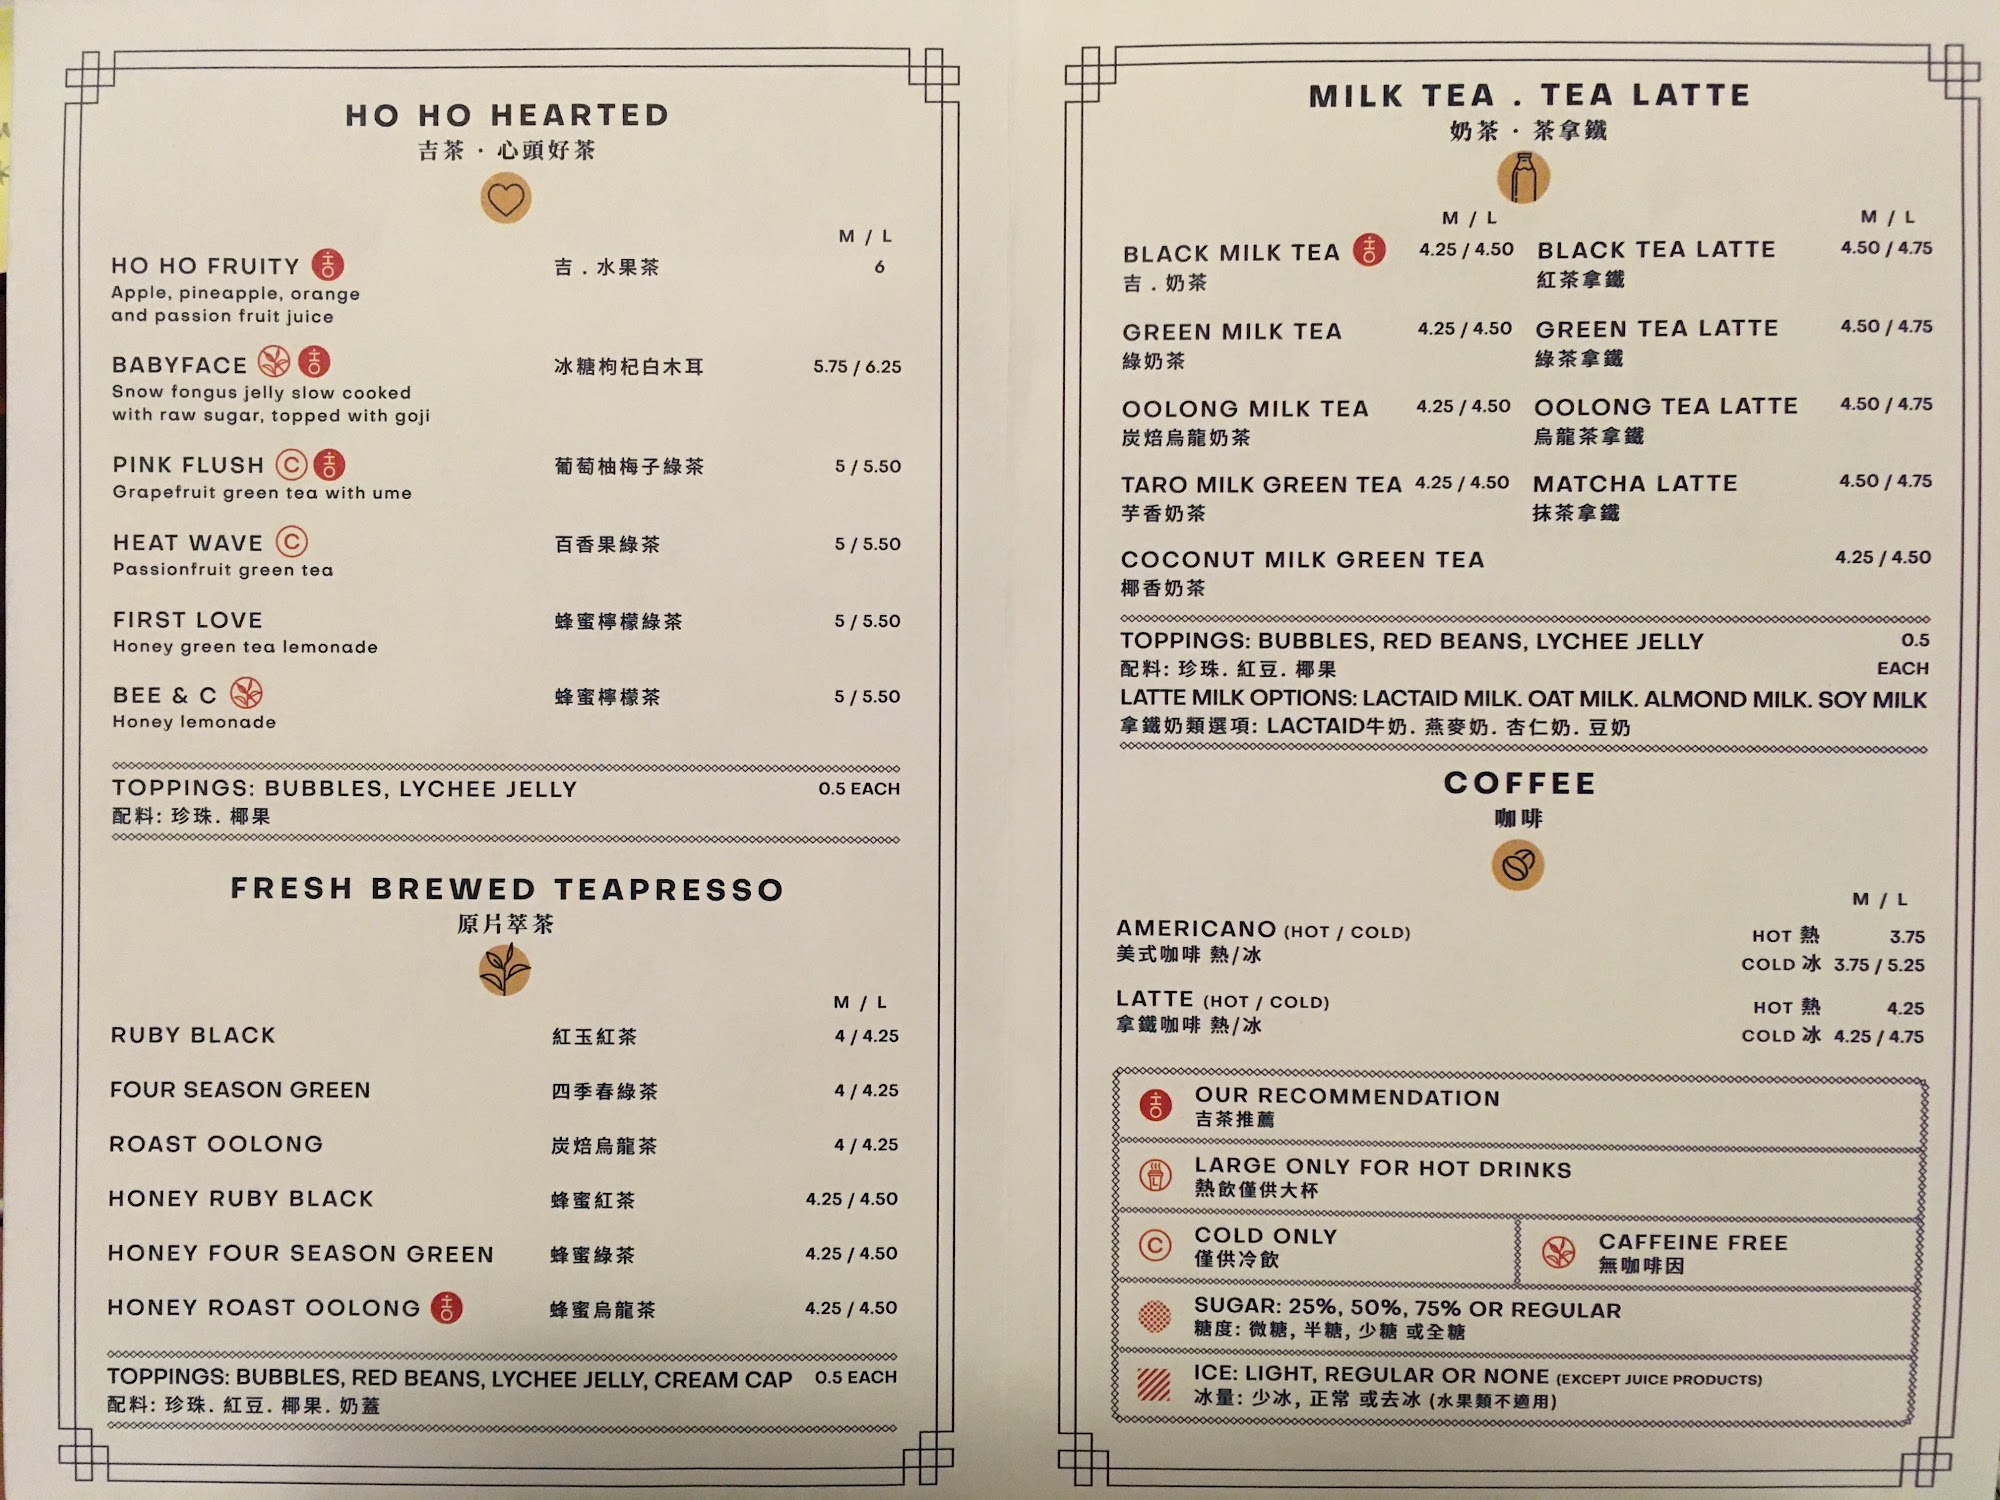 HO HO HEARTED
吉茶 · 心頭好茶
M / L
HO HO FRUITY 吉 . 水果茶 6
Apple, pineapple, orange
and passion fruit juice
BABYFACE 冰糖枸杞白木耳 5.75 / 6.25
Snow fongus jelly slow cooked
with raw sugar, topped with goji
PINK FLUSH C 葡萄柚梅子綠茶 5 / 5.50
Grapefruit green tea with ume
HEAT WAVE C 百香果綠茶 5 / 5.50
Passionfruit green tea
FIRST LOVE 蜂蜜檸檬綠茶 5 / 5.50
Honey green tea lemonade
BEE & C 蜂蜜檸檬茶 5 / 5.50
Honey lemonade
TOPPINGS: BUBBLES, LYCHEE JELLY 0.5 EACH
配料: 珍珠. 椰果
FRESH BREWED TEAPRESSO
原片萃茶
M / L
RUBY BLACK 紅玉紅茶 4 / 4.25
FOUR SEASON GREEN 四季春綠茶 4 / 4.25
ROAST OOLONG 炭焙烏龍茶 4 / 4.25
HONEY RUBY BLACK 蜂蜜紅茶 4.25 / 4.50
HONEY FOUR SEASON GREEN 蜂蜜綠茶 4.25 / 4.50
HONEY ROAST OOLONG 蜂蜜烏龍茶 4.25 / 4.50
TOPPINGS: BUBBLES, RED BEANS, LYCHEE JELLY, CREAM CAP 0.5 EACH
配料: 珍珠. 紅豆. 椰果. 奶蓋
MILK TEA . TEA LATTE
奶茶 · 茶拿鐵
M / L M / L
BLACK MILK TEA 4.25 / 4.50 BLACK TEA LATTE 4.50 / 4.75
吉 . 奶茶 紅茶拿鐵
GREEN MILK TEA 4.25 / 4.50 GREEN TEA LATTE 4.50 / 4.75
綠奶茶 綠茶拿鐵
OOLONG MILK TEA 4.25 / 4.50 OOLONG TEA LATTE 4.50 / 4.75
炭焙烏龍奶茶 烏龍茶拿鐵
TARO MILK GREEN TEA 4.25 / 4.50 MATCHA LATTE 4.50 / 4.75
芋香奶茶 抹茶拿鐵
COCONUT MILK GREEN TEA 4.25 / 4.50
椰香奶茶
TOPPINGS: BUBBLES, RED BEANS, LYCHEE JELLY 0.5
配料: 珍珠. 紅豆. 椰果 EACH
LATTE MILK OPTIONS: LACTAID MILK. OAT MILK. ALMOND MILK. SOY MILK
拿鐵奶類選項: LACTAID牛奶. 燕麥奶. 杏仁奶. 豆奶
COFFEE
咖啡
M / L
AMERICANO (HOT / COLD) HOT 熱 3.75
美式咖啡 熱/冰 COLD 冰 3.75 / 5.25
LATTE (HOT / COLD) HOT 熱 4.25
拿鐵咖啡 熱/冰 COLD 冰 4.25 / 4.75
OUR RECOMMENDATION
吉茶推薦
LARGE ONLY FOR HOT DRINKS
熱飲僅供大杯
C COLD ONLY CAFFEINE FREE
僅供冷飲 無咖啡因
SUGAR: 25%, 50%, 75% OR REGULAR
糖度: 微糖, 半糖, 少糖 或全糖
ICE: LIGHT, REGULAR OR NONE (EXCEPT JUICE PRODUCTS)
冰量: 少冰, 正常 或去冰 (水果類不適用)